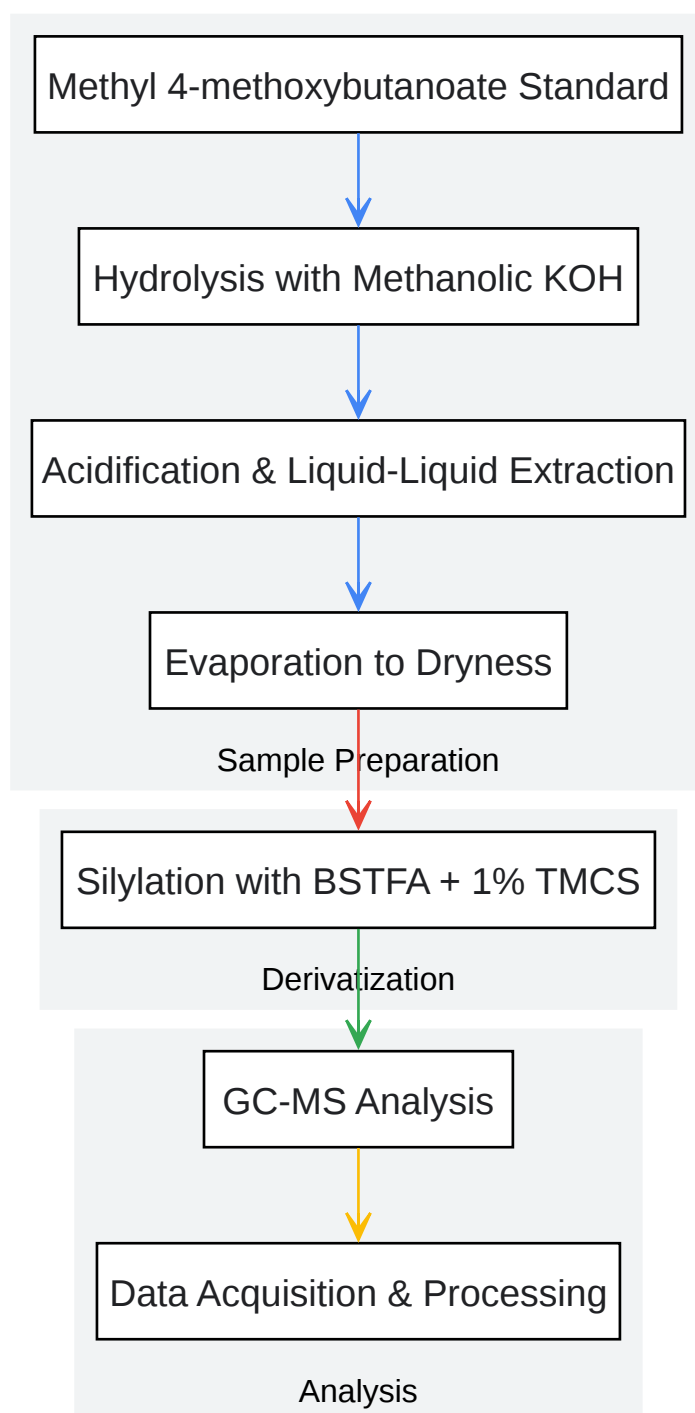 Methyl 4-methoxybutanoate Standard
Hydrolysis with Methanolic KOH
Acidification & Liquid-Liquid Extraction
Evaporation to Dryness
Sample Preparation
Silylation with BSTFA + 1% TMCS
Derivatization
GC-MS Analysis
Data Acquisition & Processing
Analysis